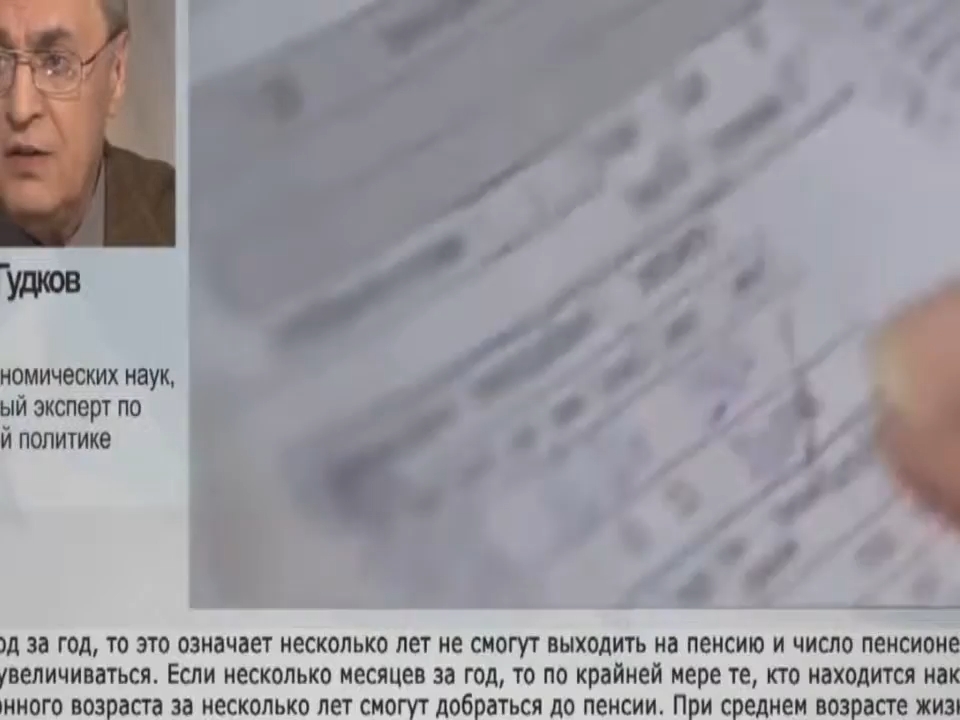 Гудков
номических наук,
ый эксперт по
й политике
од за год, то это означает несколько лет не смогут выходить на пенсию и число пенсионе
увеличиваться. Если несколько месяцев за год, то по крайней мере те, кто находится нак
онного возраста за несколько лет смогут добраться до пенсии. При среднем возрасте жиз